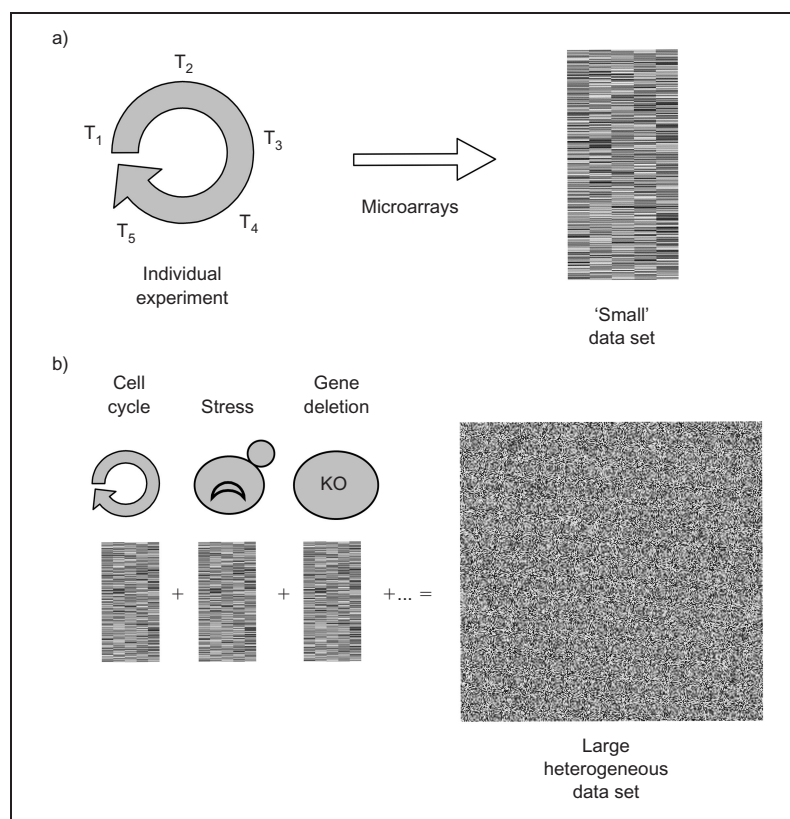 a)
T₂
T₁
T₃
T₅
T₄
Microarrays
Individual
experiment
‘Small’
data set
b)
Cell
cycle
Stress
Gene
deletion
KO
+ + +... =
Large
heterogeneous
data set